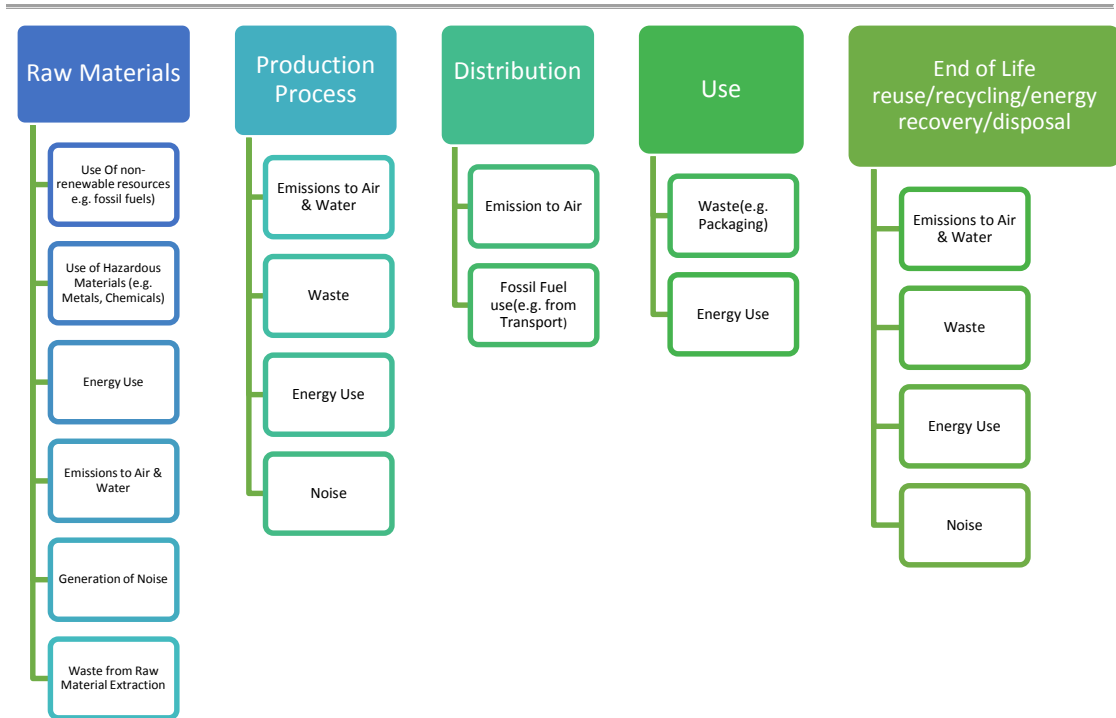 Raw Materials
Use Of non-
renewable resources
e.g. fossil fuels)
Use of Hazardous
Materials (e.g.
Metals, Chemicals)
Energy Use
Emissions to Air &
Water
Generation of Noise
Waste from Raw
Material Extraction
Production
Process
Emissions to Air
& Water
Waste
Energy Use
Noise
Distribution
Emission to Air
Fossil Fuel
use(e.g. from
Transport)
Use
Waste(e.g.
Packaging)
Energy Use
End of Life
reuse/recycling/energy
recovery/disposal
Emissions to Air
& Water
Waste
Energy Use
Noise